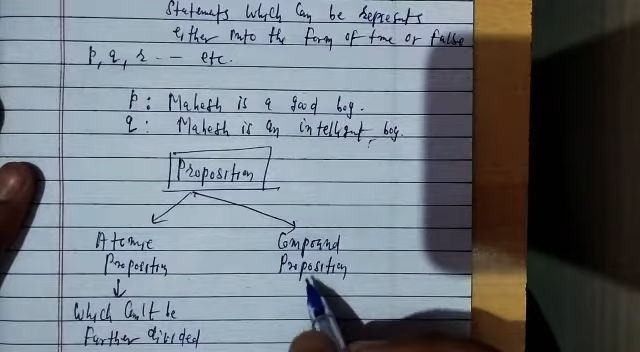 Statements which can be represents
either into the form of true or false
p, q, r -- etc.
p: Mahesh is a good boy.
q: Mahesh is an intelligent boy.
Proposition
Atomic Compound
Proposition Proposition
Which can't be
Further divided